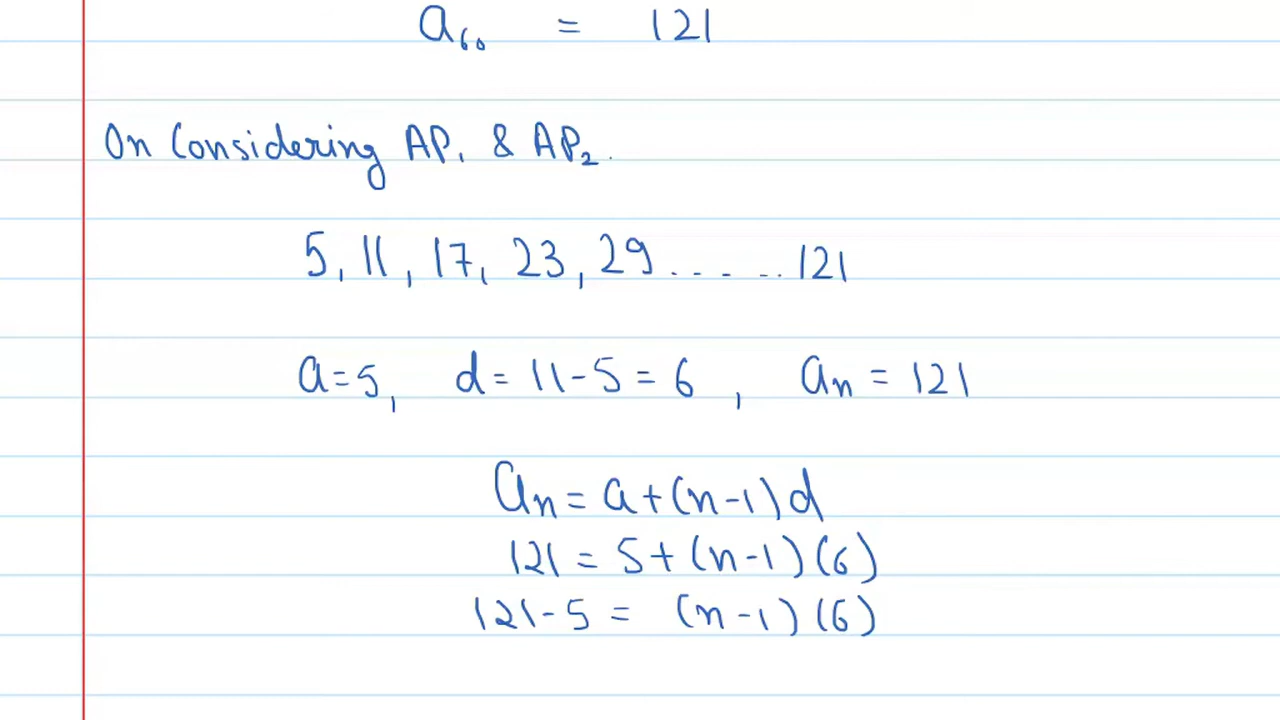 a₆₀ = 121
On Considering AP₁ & AP₂.
5, 11, 17, 23, 29 ....... 121
a=5, d = 11-5 = 6, aₙ = 121
aₙ = a+(n-1)d
121 = 5+(n-1)(6)
121-5 = (n-1)(6)